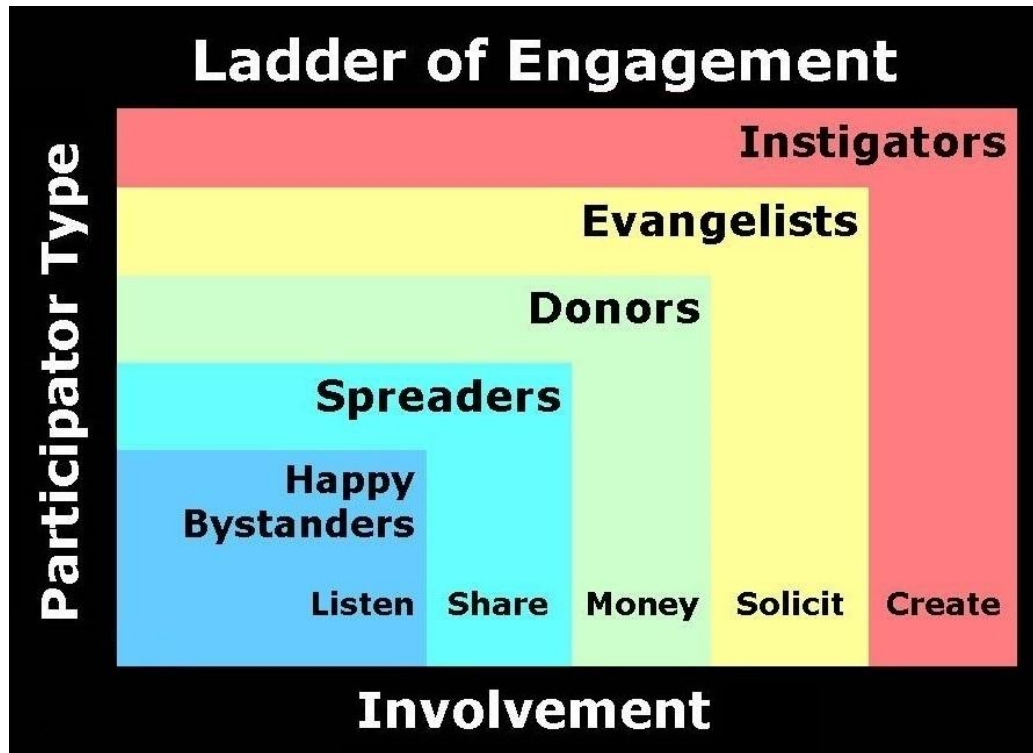 Ladder of Engagement
Participator Type
Instigators
Evangelists
Donors
Spreaders
Happy
Bystanders
Listen Share Money Solicit Create
Involvement